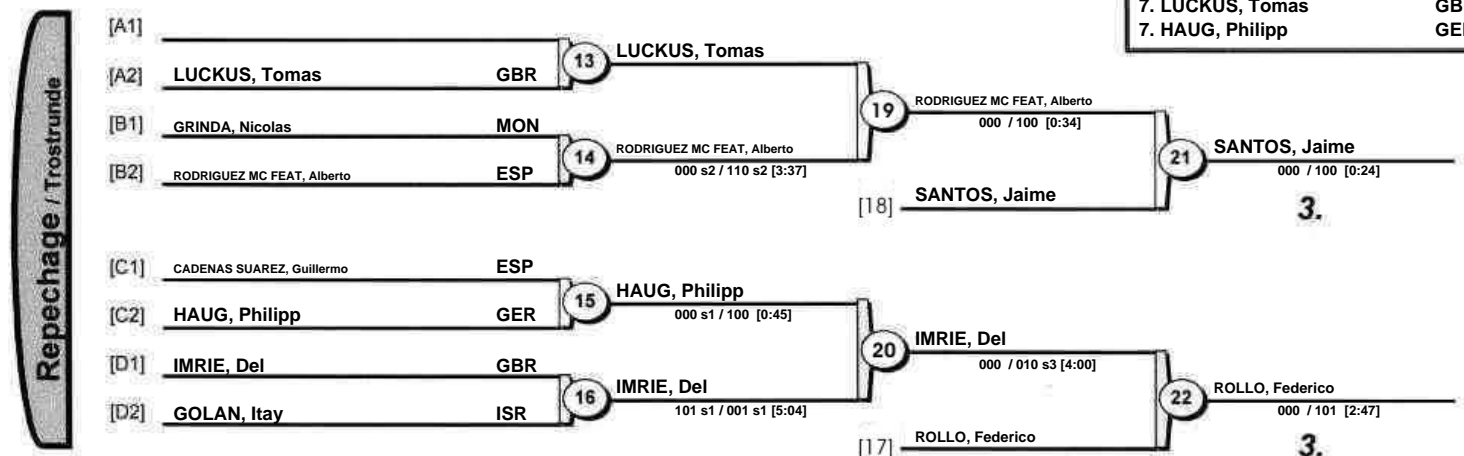 7. LUCKUS, Tomas
7. HAUG, Philipp GE
Repechage / Trostrunde
[A1]
[A2] LUCKUS, Tomas GBR
13 LUCKUS, Tomas
[B1] GRINDA, Nicolas MON
[B2] RODRIGUEZ MC FEAT, Alberto ESP
14 RODRIGUEZ MC FEAT, Alberto
000 s2 / 110 s2 [3:37]
19 RODRIGUEZ MC FEAT, Alberto
000 / 100 [0:34]
[18] SANTOS, Jaime
21 SANTOS, Jaime
000 / 100 [0:24]
3.
[C1] CADENAS SUAREZ, Guillermo ESP
[C2] HAUG, Philipp GER
15 HAUG, Philipp
000 s1 / 100 [0:45]
[D1] IMRIE, Del GBR
[D2] GOLAN, Itay ISR
16 IMRIE, Del
101 s1 / 001 s1 [5:04]
20 IMRIE, Del
000 / 010 s3 [4:00]
[17] ROLLO, Federico
22 ROLLO, Federico
000 / 101 [2:47]
3.